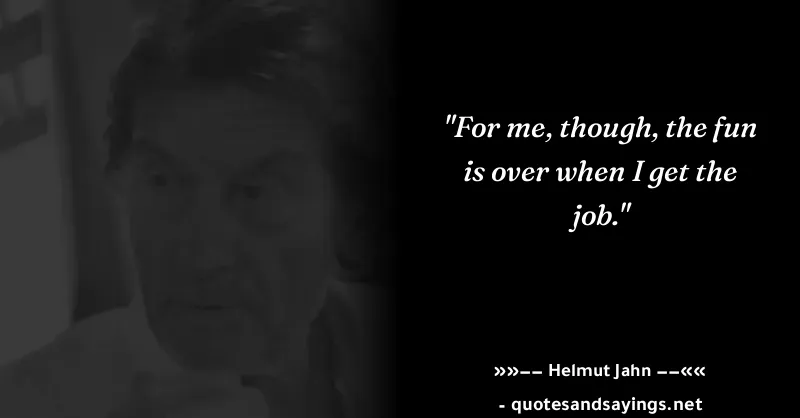 "For me, though, the fun
is over when I get the
job."
»»−− Helmut Jahn −−««
- quotesandsayings.net